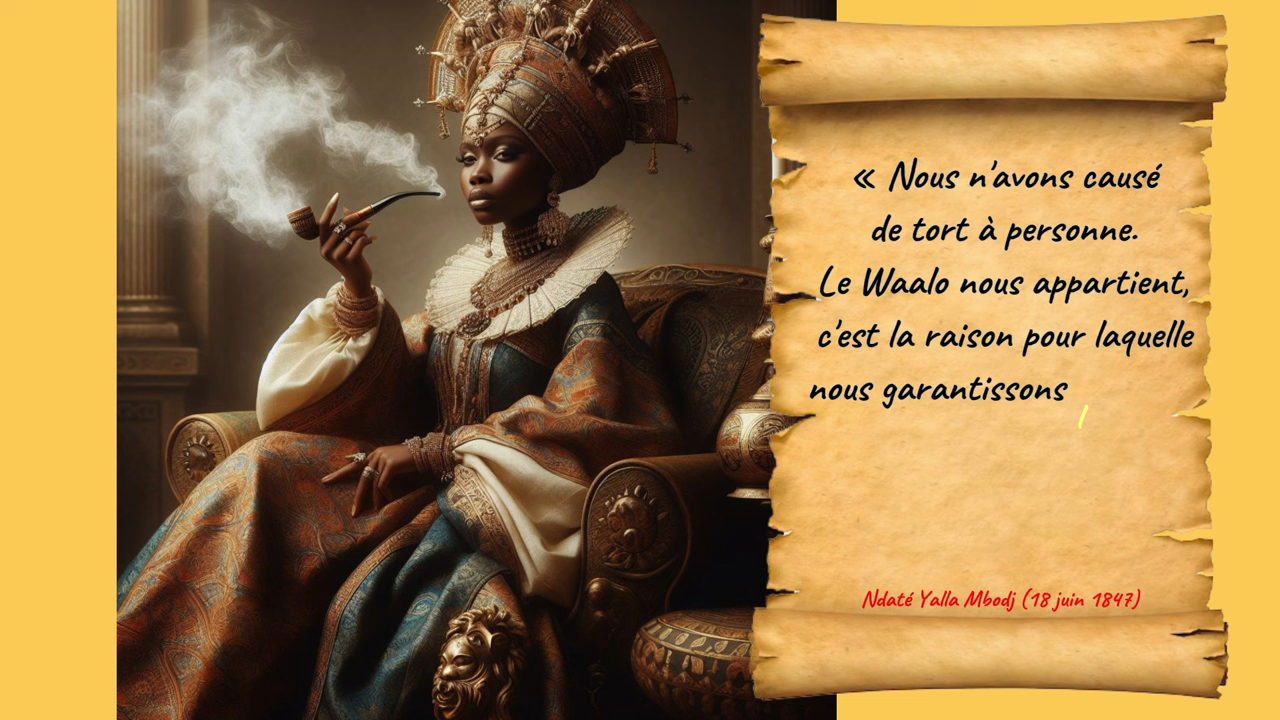 « Nous n'avons causé
de tort à personne.
Le Waalo nous appartient,
c'est la raison pour laquelle
nous garantissons
Ndaté Yalla Mbodj (18 juin 1847)